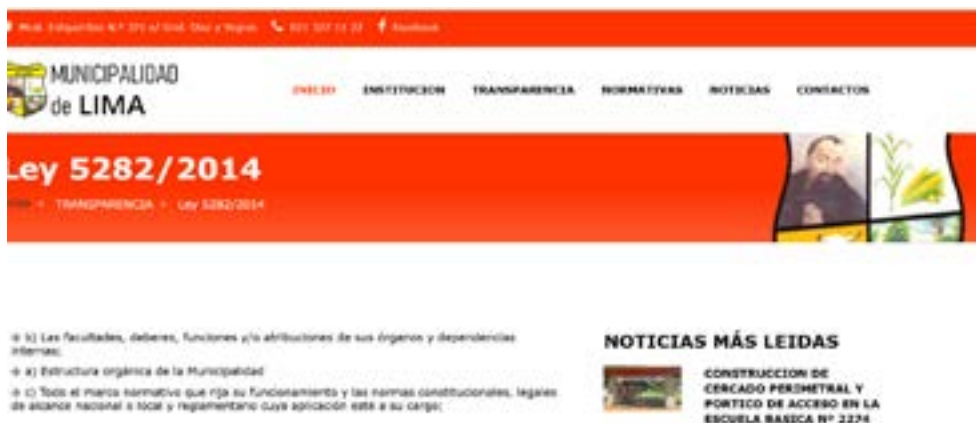 Facebook
MUNICIPALIDAD
de LIMA
INICIO INSTITUCION TRANSPARENCIA NORMATIVAS NOTICIAS CONTACTOS
Ley 5282/2014
TRANSPARENCIA Ley 5282/2014
b) Las facultades, deberes, funciones y/o atribuciones de sus órganos y dependencias
internas;
a) Estructura orgánica de la Municipalidad
c) Todo el marco normativo que rija su funcionamiento y las normas constitucionales, legales
de alcance nacional o local y reglamentario cuya aplicación esté a su cargo;
NOTICIAS MÁS LEIDAS
CONSTRUCCION DE
CERCADO PERIMETRAL Y
PORTICO DE ACCESO EN LA
ESCUELA BASICA Nº 2274